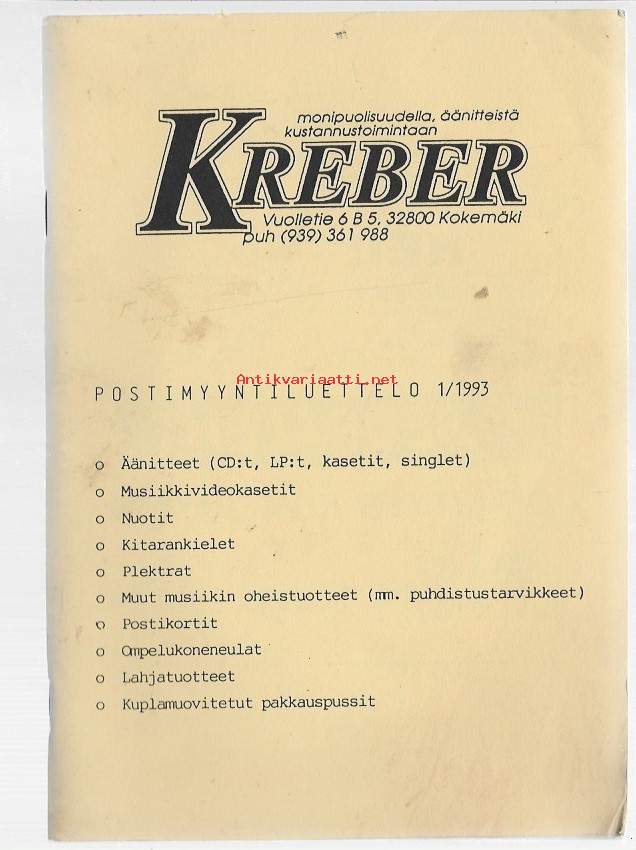 monipuolisuudella, äänitteistä
kustannustoimintaan
KREBER
Vuolletie 6 B 5, 32800 Kokemäki
puh (939) 361 988
Antikvariaatti.net
POSTIMYYNTILUETTELO 1/1993
o Äänitteet (CD:t, LP:t, kasetit, singlet)
o Musiikkivideokasetit
o Nuotit
o Kitarankielet
o Plektrat
o Muut musiikin oheistuotteet (mm. puhdistustarvikkeet)
o Postikortit
o Ompelukoneneulat
o Lahjatuotteet
o Kuplamuovitetut pakkauspussit